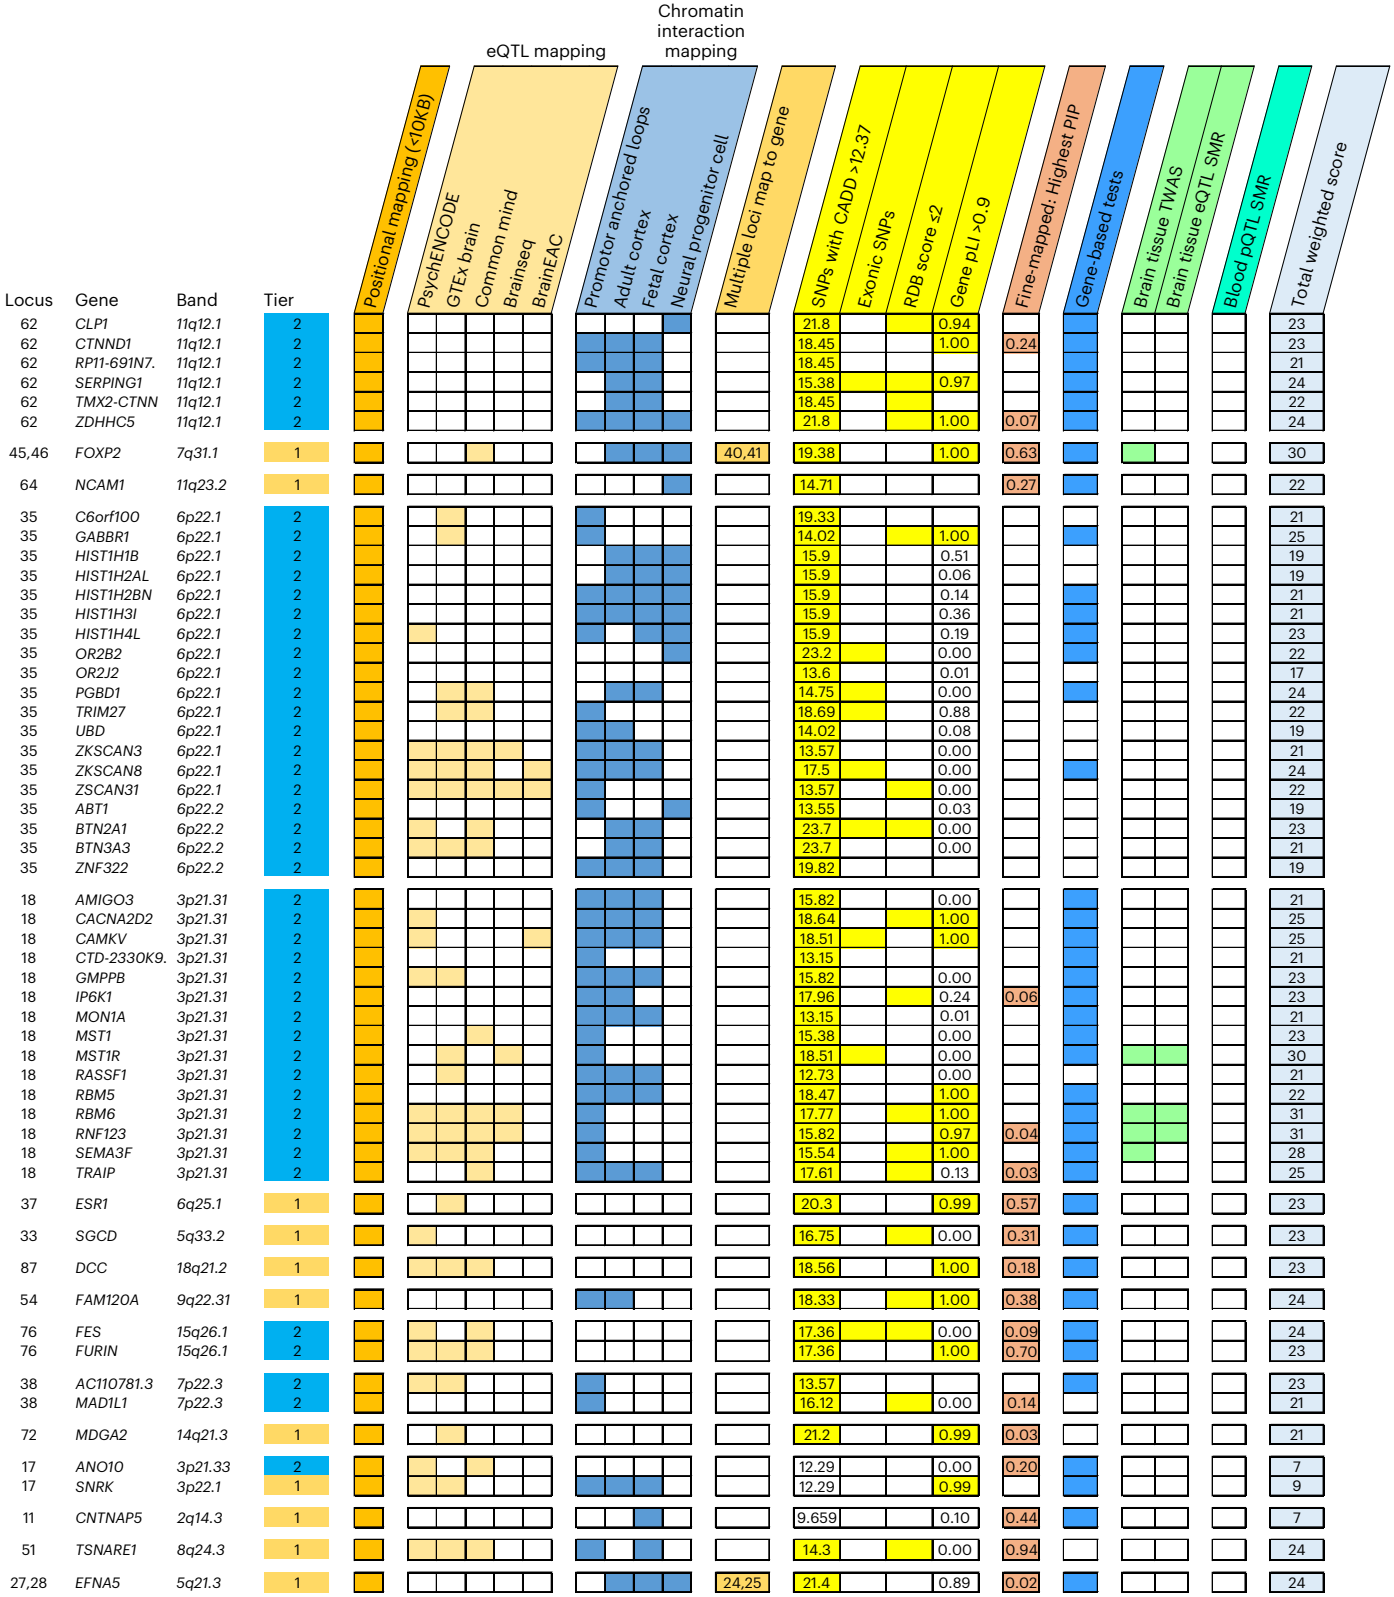 Chromatin
interaction
mapping
eQTL mapping
Positional mapping (<10KB)
PsychENCODE
GTEx brain
Common mind
Brainseq
BrainEAC
Promotor anchored loops
Adult cortex
Fetal cortex
Neural progenitor cell
Multiple loci map to gene
SNPs with CADD >12.37
Exonic SNPs
RDB score ≤2
Gene pLI >0.9
Fine-mapped: Highest PIP
Gene-based tests
Brain tissue TWAS
Brain tissue eQTL SMR
Blood pQTL SMR
Total weighted score
Locus Gene Band Tier
62 CLP1 11q12.1 2 21.8 0.94 23
62 CTNND1 11q12.1 2 18.45 1.00 0.24 23
62 RP11-691N7. 11q12.1 2 18.45 21
62 SERPING1 11q12.1 2 15.38 0.97 24
62 TMX2-CTNN 11q12.1 2 18.45 22
62 ZDHHC5 11q12.1 2 21.8 1.00 0.07 24
45,46 FOXP2 7q31.1 1 40,41 19.38 1.00 0.63 30
64 NCAM1 11q23.2 1 14.71 0.27 22
35 C6orf100 6p22.1 2 19.33 21
35 GABBR1 6p22.1 2 14.02 1.00 25
35 HIST1H1B 6p22.1 2 15.9 0.51 19
35 HIST1H2AL 6p22.1 2 15.9 0.06 19
35 HIST1H2BN 6p22.1 2 15.9 0.14 21
35 HIST1H3I 6p22.1 2 15.9 0.36 21
35 HIST1H4L 6p22.1 2 15.9 0.19 23
35 OR2B2 6p22.1 2 23.2 0.00 22
35 OR2J2 6p22.1 2 13.6 0.01 17
35 PGBD1 6p22.1 2 14.75 0.00 24
35 TRIM27 6p22.1 2 18.69 0.88 22
35 UBD 6p22.1 2 14.02 0.08 19
35 ZKSCAN3 6p22.1 2 13.57 0.00 21
35 ZKSCAN8 6p22.1 2 17.5 0.00 24
35 ZSCAN31 6p22.1 2 13.57 0.00 22
35 ABT1 6p22.2 2 13.55 0.03 19
35 BTN2A1 6p22.2 2 23.7 0.00 23
35 BTN3A3 6p22.2 2 23.7 0.00 21
35 ZNF322 6p22.2 2 19.82 19
18 AMIGO3 3p21.31 2 15.82 0.00 21
18 CACNA2D2 3p21.31 2 18.64 1.00 25
18 CAMKV 3p21.31 2 18.51 1.00 25
18 CTD-2330K9. 3p21.31 2 13.15 21
18 GMPPB 3p21.31 2 15.82 0.00 23
18 IP6K1 3p21.31 2 17.96 0.24 0.06 23
18 MON1A 3p21.31 2 13.15 0.01 21
18 MST1 3p21.31 2 15.38 0.00 23
18 MST1R 3p21.31 2 18.51 0.00 30
18 RASSF1 3p21.31 2 12.73 0.00 21
18 RBM5 3p21.31 2 18.47 1.00 22
18 RBM6 3p21.31 2 17.77 1.00 31
18 RNF123 3p21.31 2 15.82 0.97 0.04 31
18 SEMA3F 3p21.31 2 15.54 1.00 28
18 TRAIP 3p21.31 2 17.61 0.13 0.03 25
37 ESR1 6q25.1 1 20.3 0.99 0.57 23
33 SGCD 5q33.2 1 16.75 0.00 0.31 23
87 DCC 18q21.2 1 18.56 1.00 0.18 23
54 FAM120A 9q22.31 1 18.33 1.00 0.38 24
76 FES 15q26.1 2 17.36 0.00 0.09 24
76 FURIN 15q26.1 2 17.36 1.00 0.70 23
38 AC110781.3 7p22.3 2 13.57 23
38 MAD1L1 7p22.3 2 16.12 0.00 0.14 21
72 MDGA2 14q21.3 1 21.2 0.99 0.03 21
17 ANO10 3p21.33 2 12.29 0.00 0.20 7
17 SNRK 3p22.1 1 12.29 0.99 9
11 CNTNAP5 2q14.3 1 9.659 0.10 0.44 7
51 TSNARE1 8q24.3 1 14.3 0.00 0.94 24
27,28 EFNA5 5q21.3 1 24,25 21.4 0.89 0.02 24